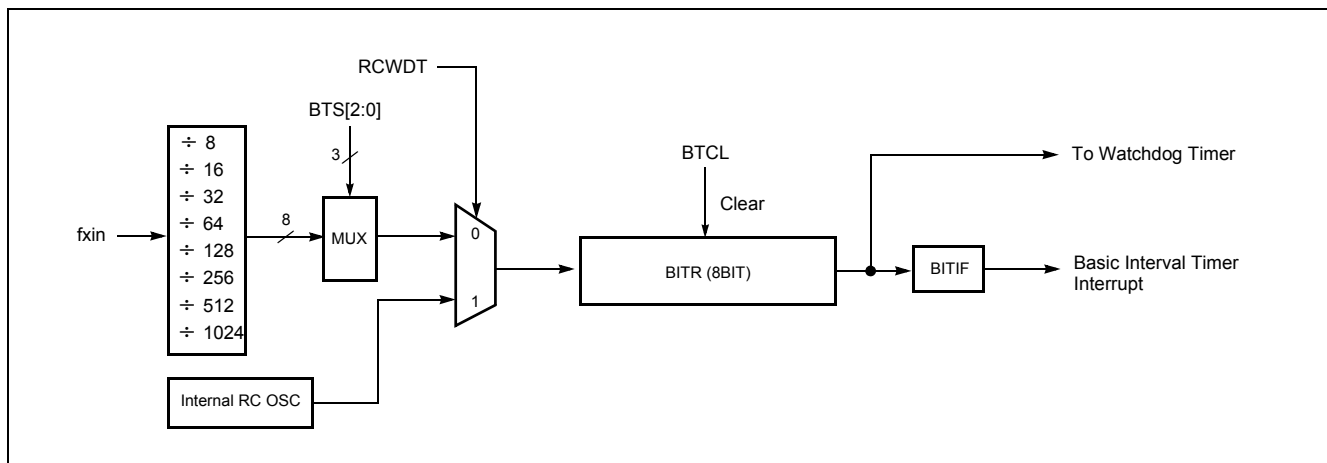 RCWDT
BTS[2:0]
3
÷ 8
÷ 16
÷ 32
÷ 64
÷ 128
÷ 256
÷ 512
÷ 1024
fxin
8
MUX
0
1
Internal RC OSC
BTCL
Clear
BITR (8BIT)
To Watchdog Timer
BITIF
Basic Interval Timer
Interrupt